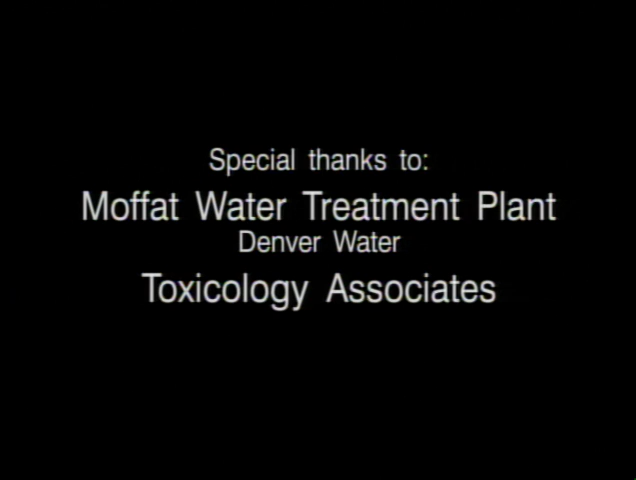 Special thanks to:
Moffat Water Treatment Plant
Denver Water
Toxicology Associates